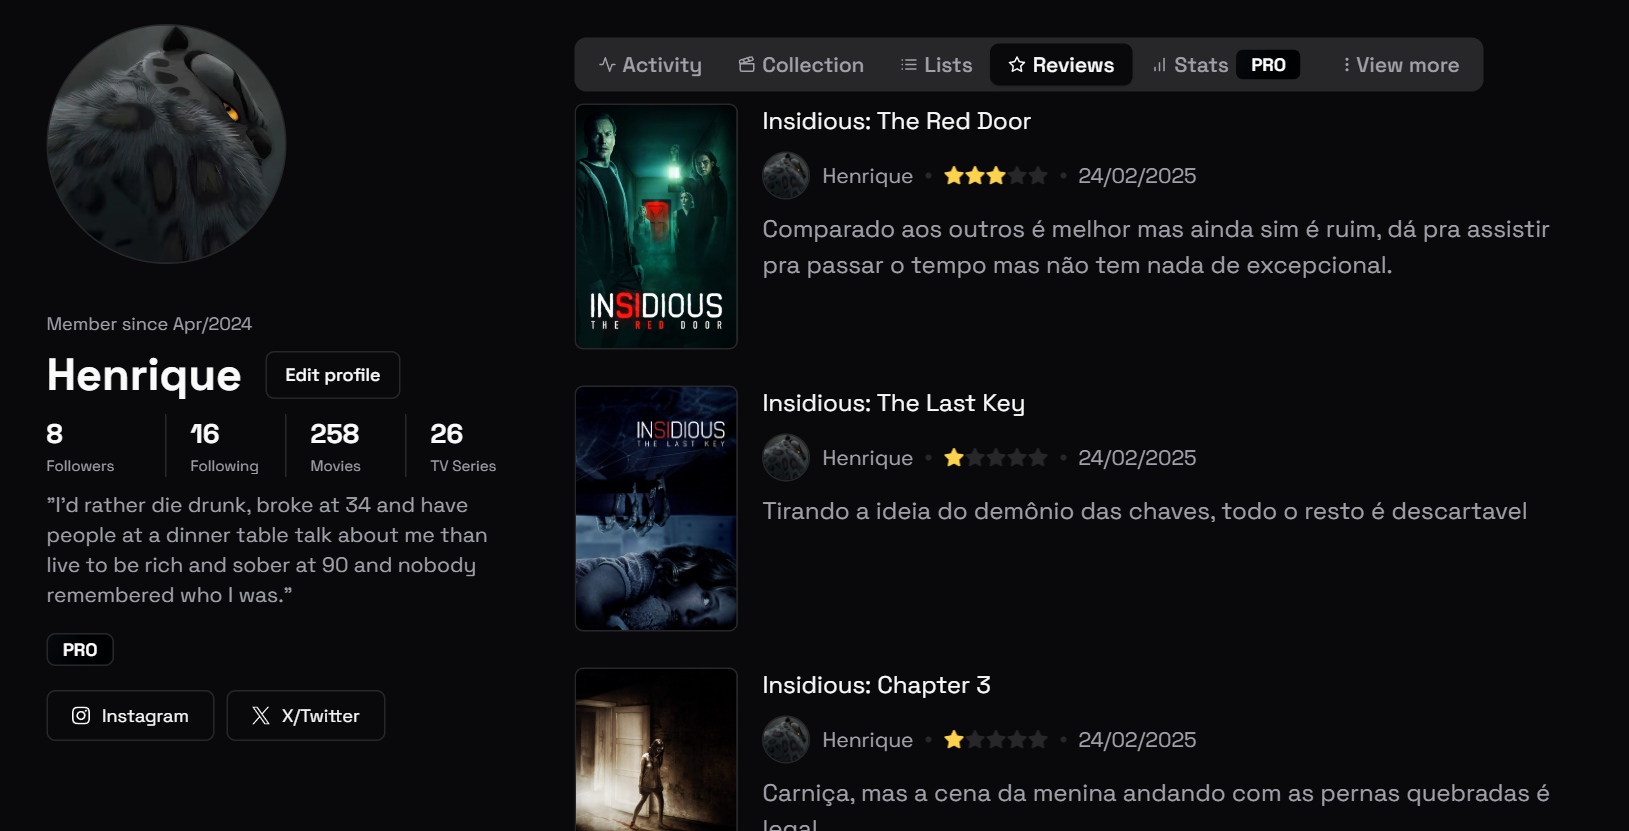 Activity
Collection
Lists
Reviews
Stats PRO
View more
Member since Apr/2024
Henrique
Edit profile
8
Followers
16
Following
258
Movies
26
TV Series
"I'd rather die drunk, broke at 34 and have
people at a dinner table talk about me than
live to be rich and sober at 90 and nobody
remembered who I was."
PRO
Instagram
X/Twitter
INSIDIOUS
THE RED DOOR
Insidious: The Red Door
Henrique • • 24/02/2025
Comparado aos outros é melhor mas ainda sim é ruim, dá pra assistir
pra passar o tempo mas não tem nada de excepcional.
INSIDIOUS
THE LAST KEY
Insidious: The Last Key
Henrique • • 24/02/2025
Tirando a ideia do demônio das chaves, todo o resto é descartavel
Insidious: Chapter 3
Henrique • • 24/02/2025
Carniça, mas a cena da menina andando com as pernas quebradas é
legal